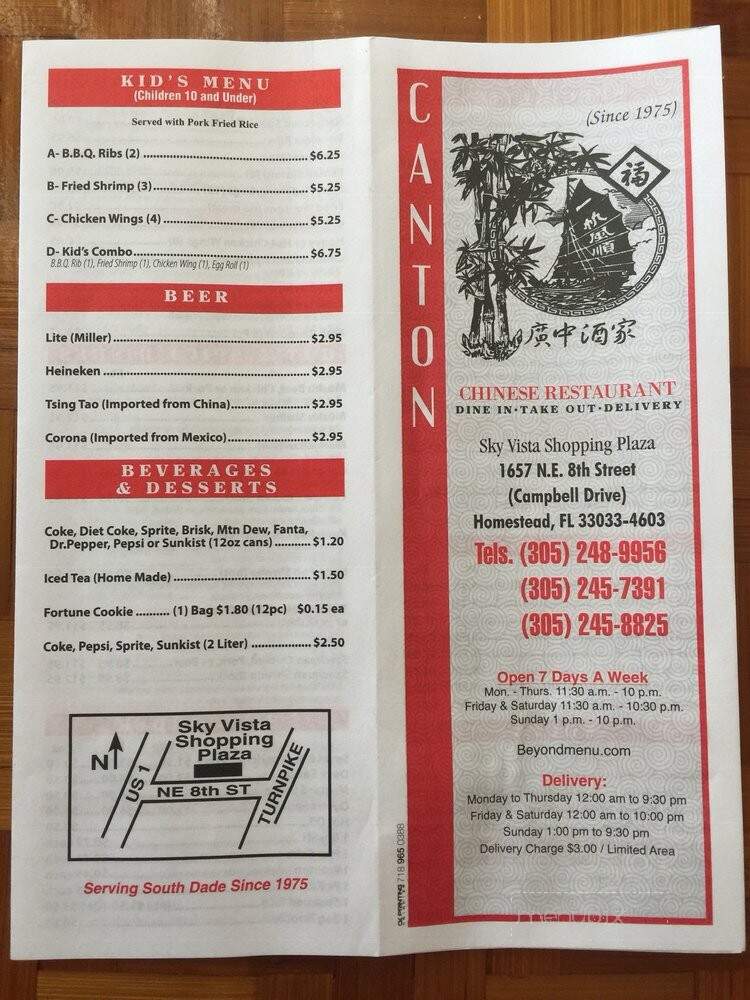 KID'S MENU
(Children 10 and Under)
Served with Pork Fried Rice
A- B.B.Q. Ribs (2) ........ $6.25
B- Fried Shrimp (3) ........ $5.25
C- Chicken Wings (4) ........ $5.25
D- Kid's Combo ........ $6.75
B.B.Q. Rib (1), Fried Shrimp (1), Chicken Wing (1), Egg Roll (1)
BEER
Lite (Miller) ........ $2.95
Heineken ........ $2.95
Tsing Tao (Imported from China) ........ $2.95
Corona (Imported from Mexico) ........ $2.95
BEVERAGES
& DESSERTS
Coke, Diet Coke, Sprite, Brisk, Mtn Dew, Fanta,
Dr.Pepper, Pepsi or Sunkist (12oz cans) ........ $1.20
Iced Tea (Home Made) ........ $1.50
Fortune Cookie .......... (1) Bag $1.80 (12pc) $0.15 ea
Coke, Pepsi, Sprite, Sunkist (2 Liter) ........ $2.50
Sky Vista
Shopping
Plaza
N
US 1
NE 8th ST
TURNPIKE
Serving South Dade Since 1975
CANTON
(Since 1975)
福
一帆風順
廣中酒家
CHINESE RESTAURANT
DINE IN·TAKE OUT·DELIVERY
Sky Vista Shopping Plaza
1657 N.E. 8th Street
(Campbell Drive)
Homestead, FL 33033-4603
Tels. (305) 248-9956
(305) 245-7391
(305) 245-8825
Open 7 Days A Week
Mon. - Thurs. 11:30 a.m. - 10 p.m.
Friday & Saturday 11:30 a.m. - 10:30 p.m.
Sunday 1 p.m. - 10 p.m.
Beyondmenu.com
Delivery:
Monday to Thursday 12:00 am to 9:30 pm
Friday & Saturday 12:00 am to 10:00 pm
Sunday 1:00 pm to 9:30 pm
Delivery Charge $3.00 / Limited Area
PRINTING 718 965 0388
menupix